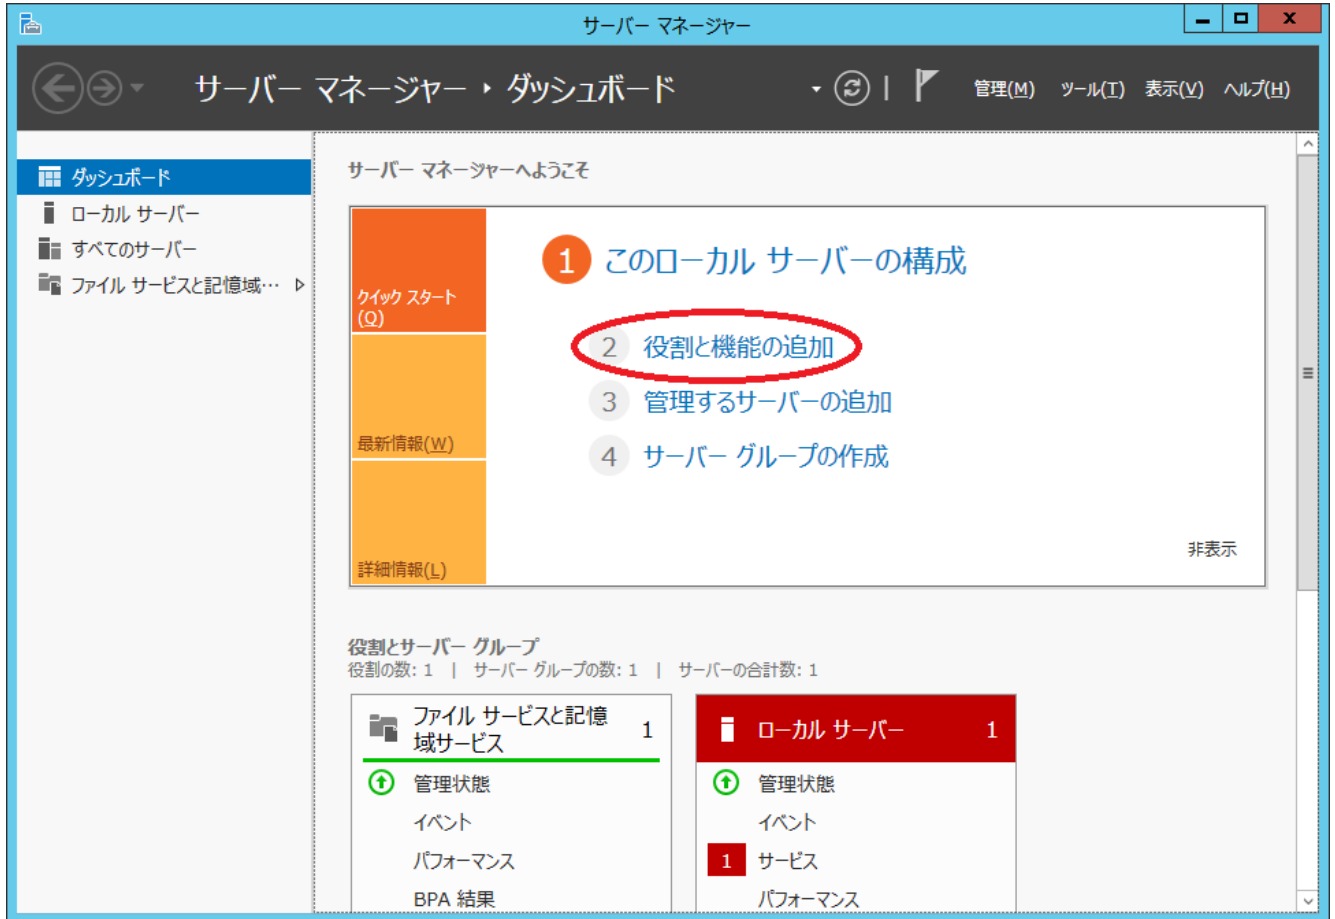 サーバー マネージャー
サーバー マネージャー ・ ダッシュボード
管理(M) ツール(T) 表示(V) ヘルプ(H)
ダッシュボード
ローカル サーバー
すべてのサーバー
ファイル サービスと記憶域…
サーバー マネージャーへようこそ
クイック スタート
(Q)
最新情報(W)
詳細情報(L)
1 このローカル サーバーの構成
2 役割と機能の追加
3 管理するサーバーの追加
4 サーバー グループの作成
非表示
役割とサーバー グループ
役割の数: 1 | サーバー グループの数: 1 | サーバーの合計数: 1
ファイル サービスと記憶
域サービス
1
管理状態
イベント
パフォーマンス
BPA 結果
ローカル サーバー 1
管理状態
イベント
1 サービス
パフォーマンス